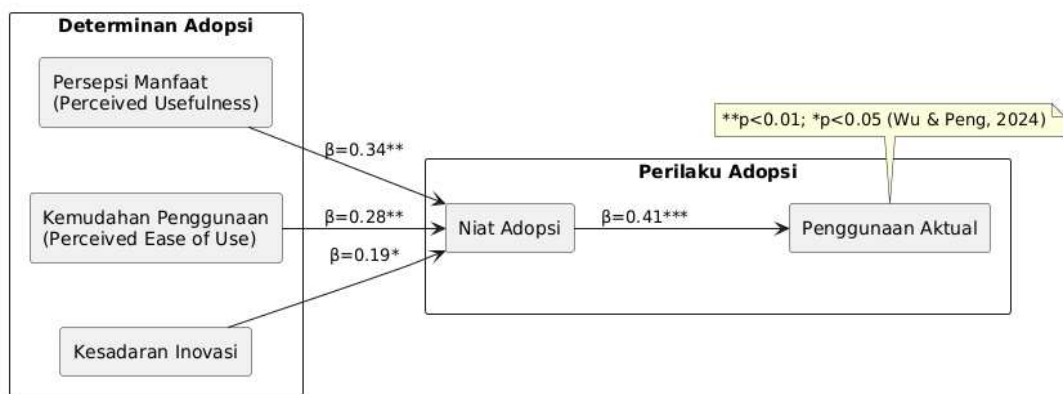 Determinan Adopsi
Persepsi Manfaat
(Perceived Usefulness)
**p<0.01; *p<0.05 (Wu & Peng, 2024)
β=0.34**
Perilaku Adopsi
Kemudahan Penggunaan
(Perceived Ease of Use)
β=0.28**
Niat Adopsi
β=0.41***
Penggunaan Aktual
β=0.19*
Kesadaran Inovasi